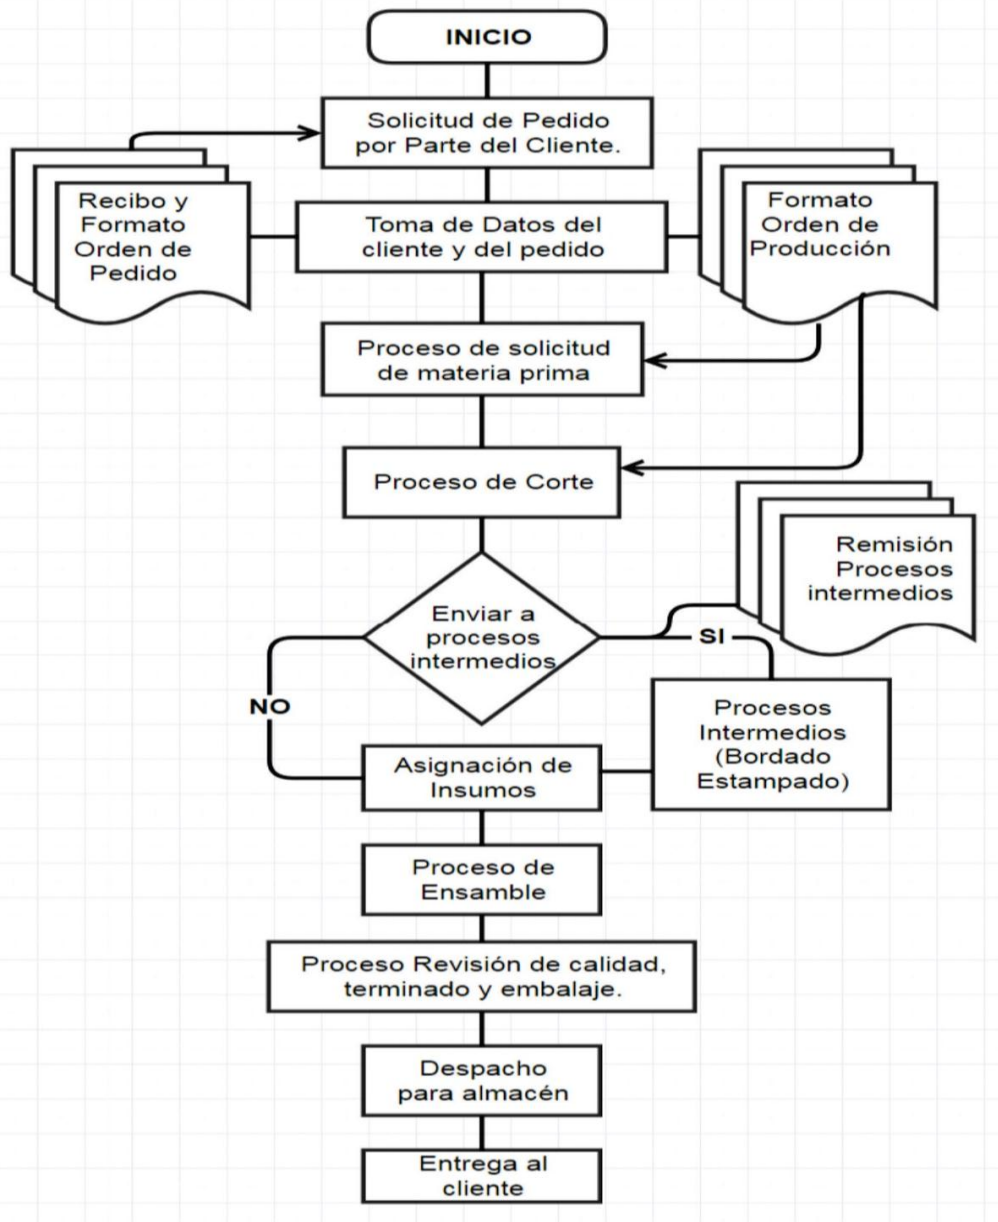 INICIO
Solicitud de Pedido
por Parte del Cliente.
Recibo y
Formato
Orden de
Pedido
Toma de Datos del
cliente y del pedido
Formato
Orden de
Producción
Proceso de solicitud
de materia prima
Proceso de Corte
Remisión
Procesos
intermedios
Enviar a
procesos
intermedios
SI
NO
Procesos
Intermedios
(Bordado
Estampado)
Asignación de
Insumos
Proceso de
Ensamble
Proceso Revisión de calidad,
terminado y embalaje.
Despacho
para almacén
Entrega al
cliente